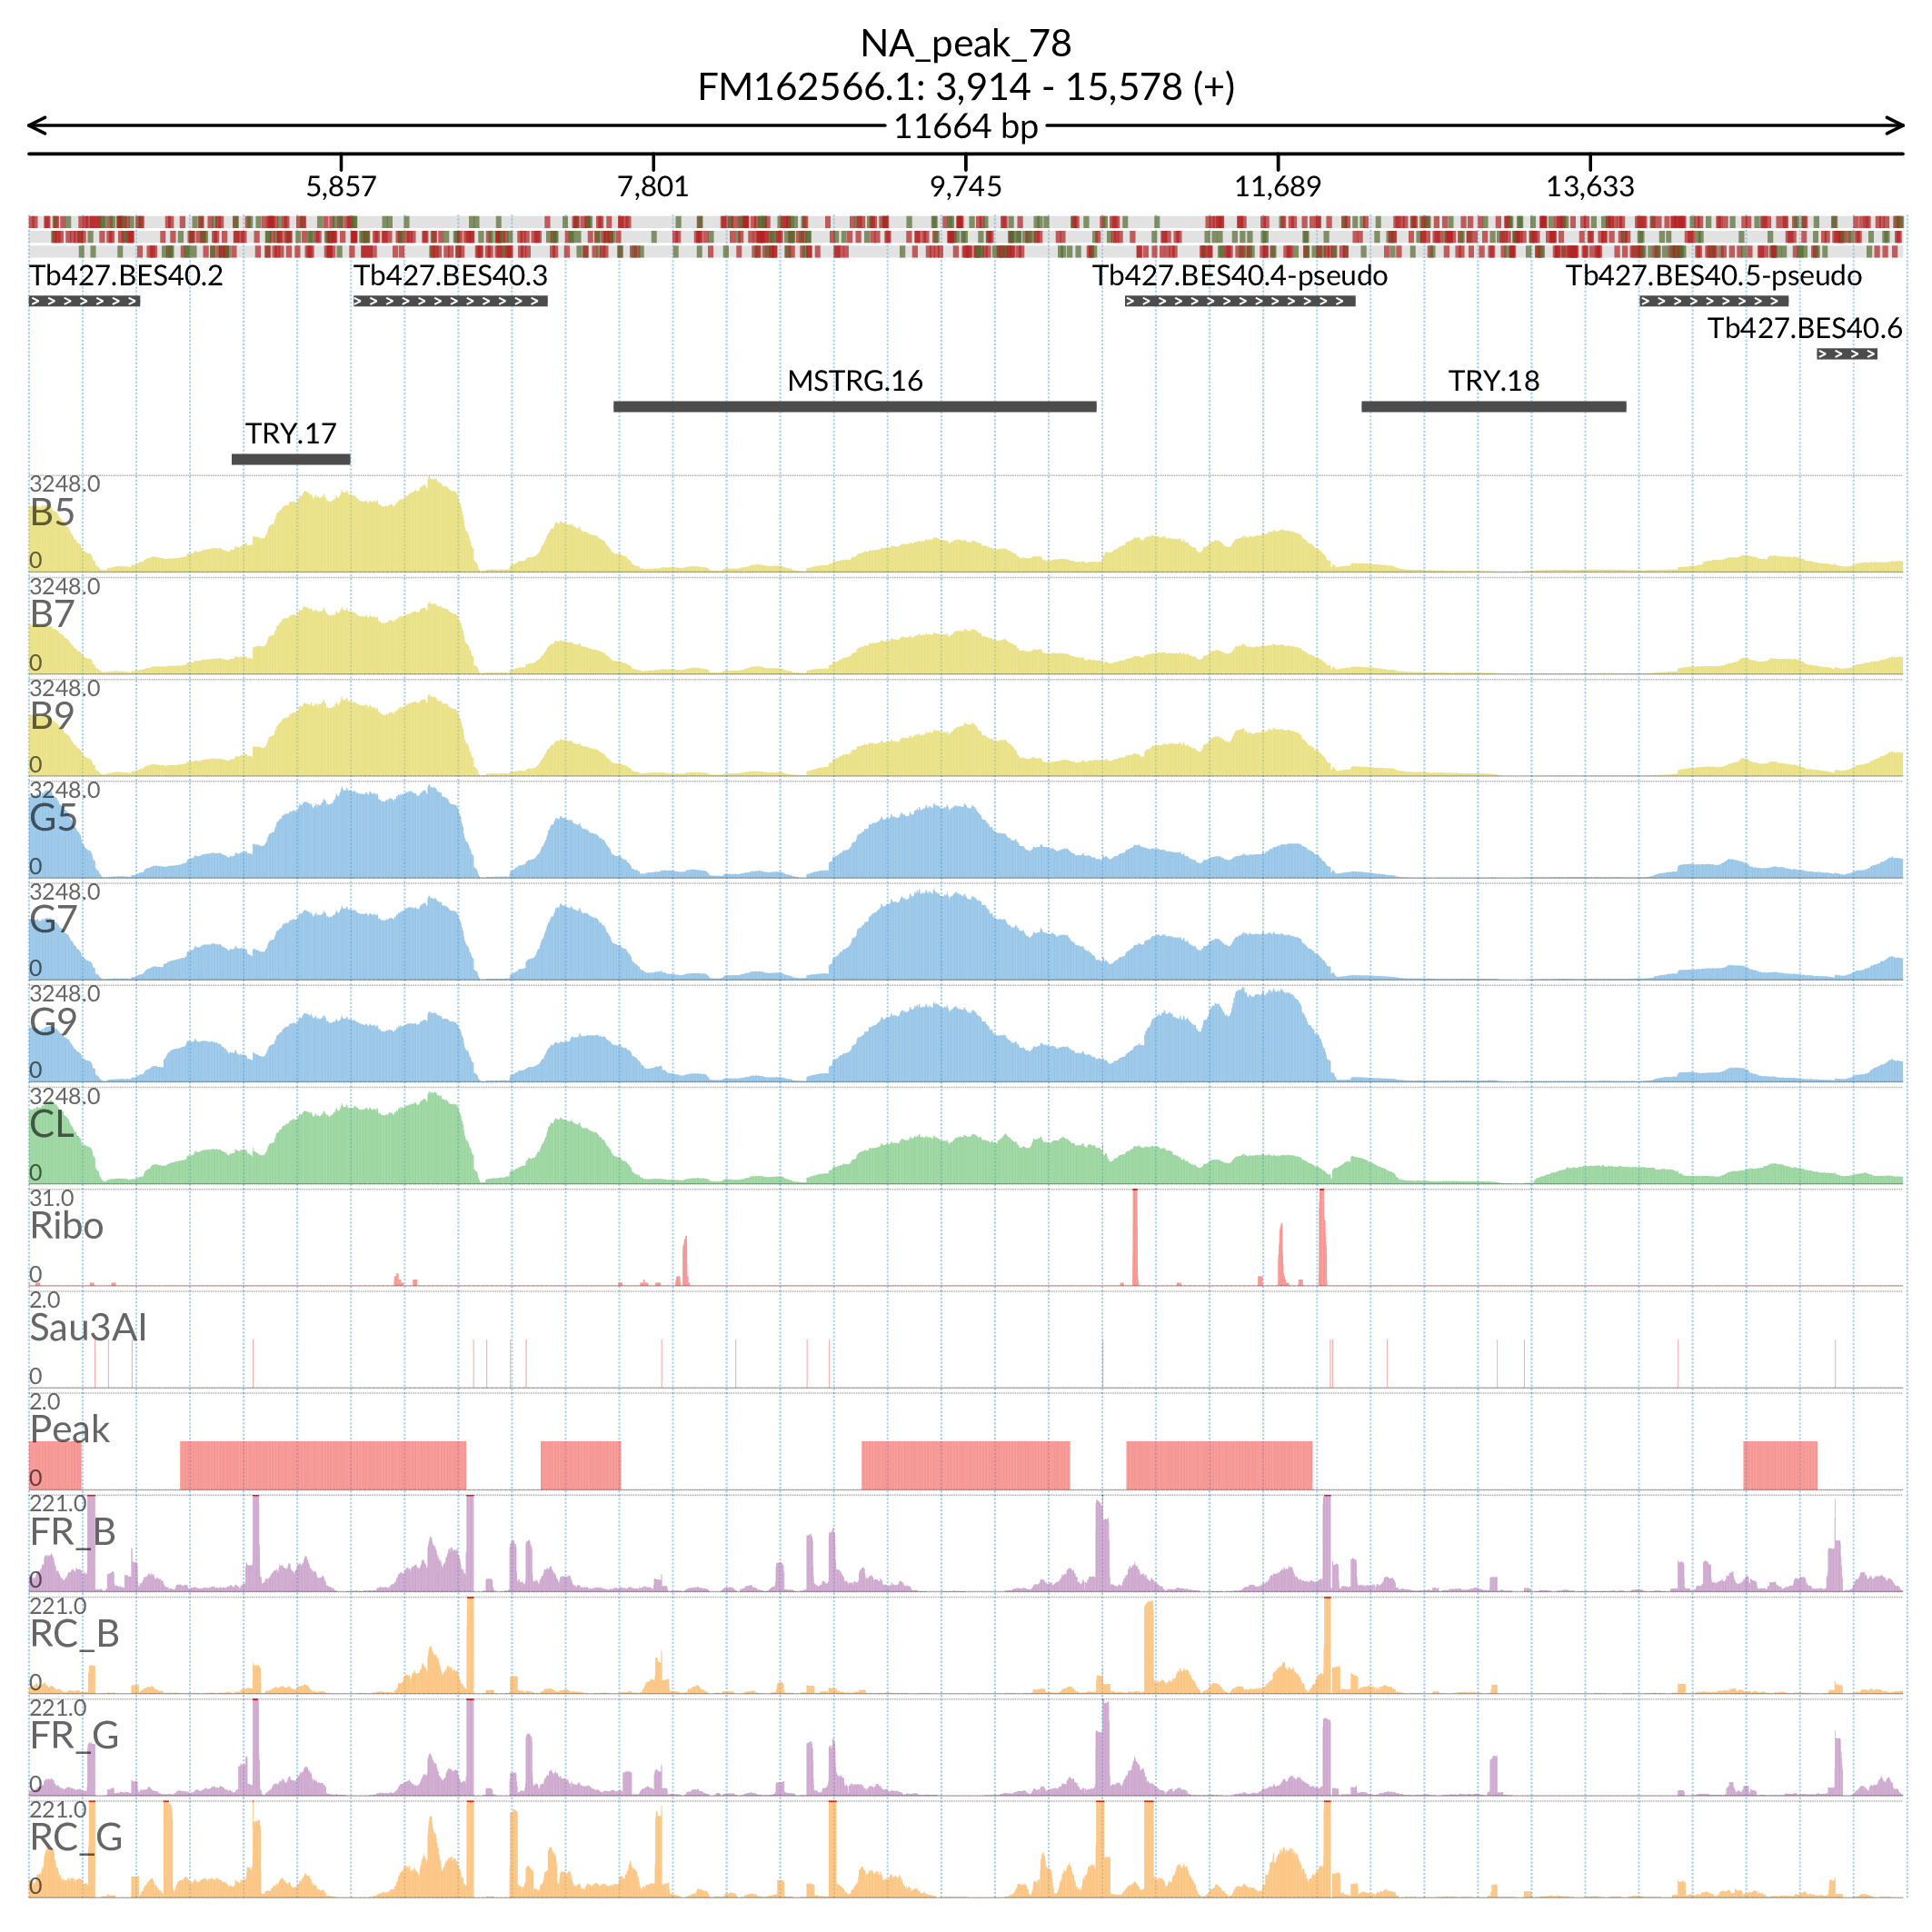 NA_peak_78
FM162566.1: 3,914 - 15,578 (+)
11664 bp
5,857 7,801 9,745 11,689 13,633
Tb427.BES40.2 Tb427.BES40.3 Tb427.BES40.4-pseudo Tb427.BES40.5-pseudo
Tb427.BES40.6
MSTRG.16 TRY.18
TRY.17
3248.0
B5
0
3248.0
B7
0
3248.0
B9
0
3248.0
G5
0
3248.0
G7
0
3248.0
G9
0
3248.0
CL
0
31.0
Ribo
0
2.0
Sau3AI
0
2.0
Peak
0
221.0
FR_B
0
221.0
RC_B
0
221.0
FR_G
0
221.0
RC_G
0